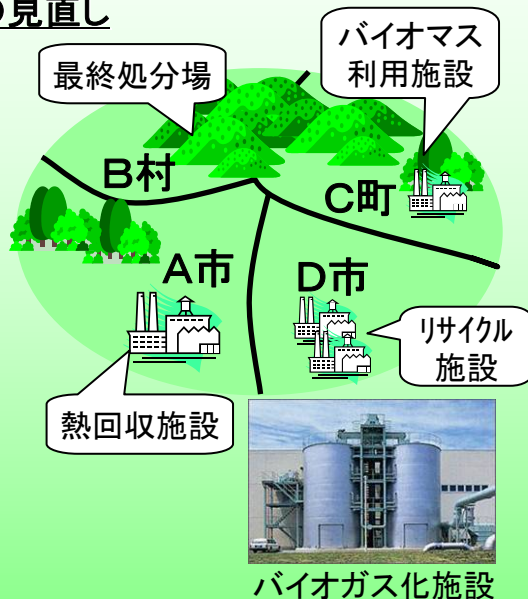 の見直し
バイオマス
利用施設
最終処分場
B村
C町
A市
D市
リサイクル
施設
熱回収施設
バイオガス化施設